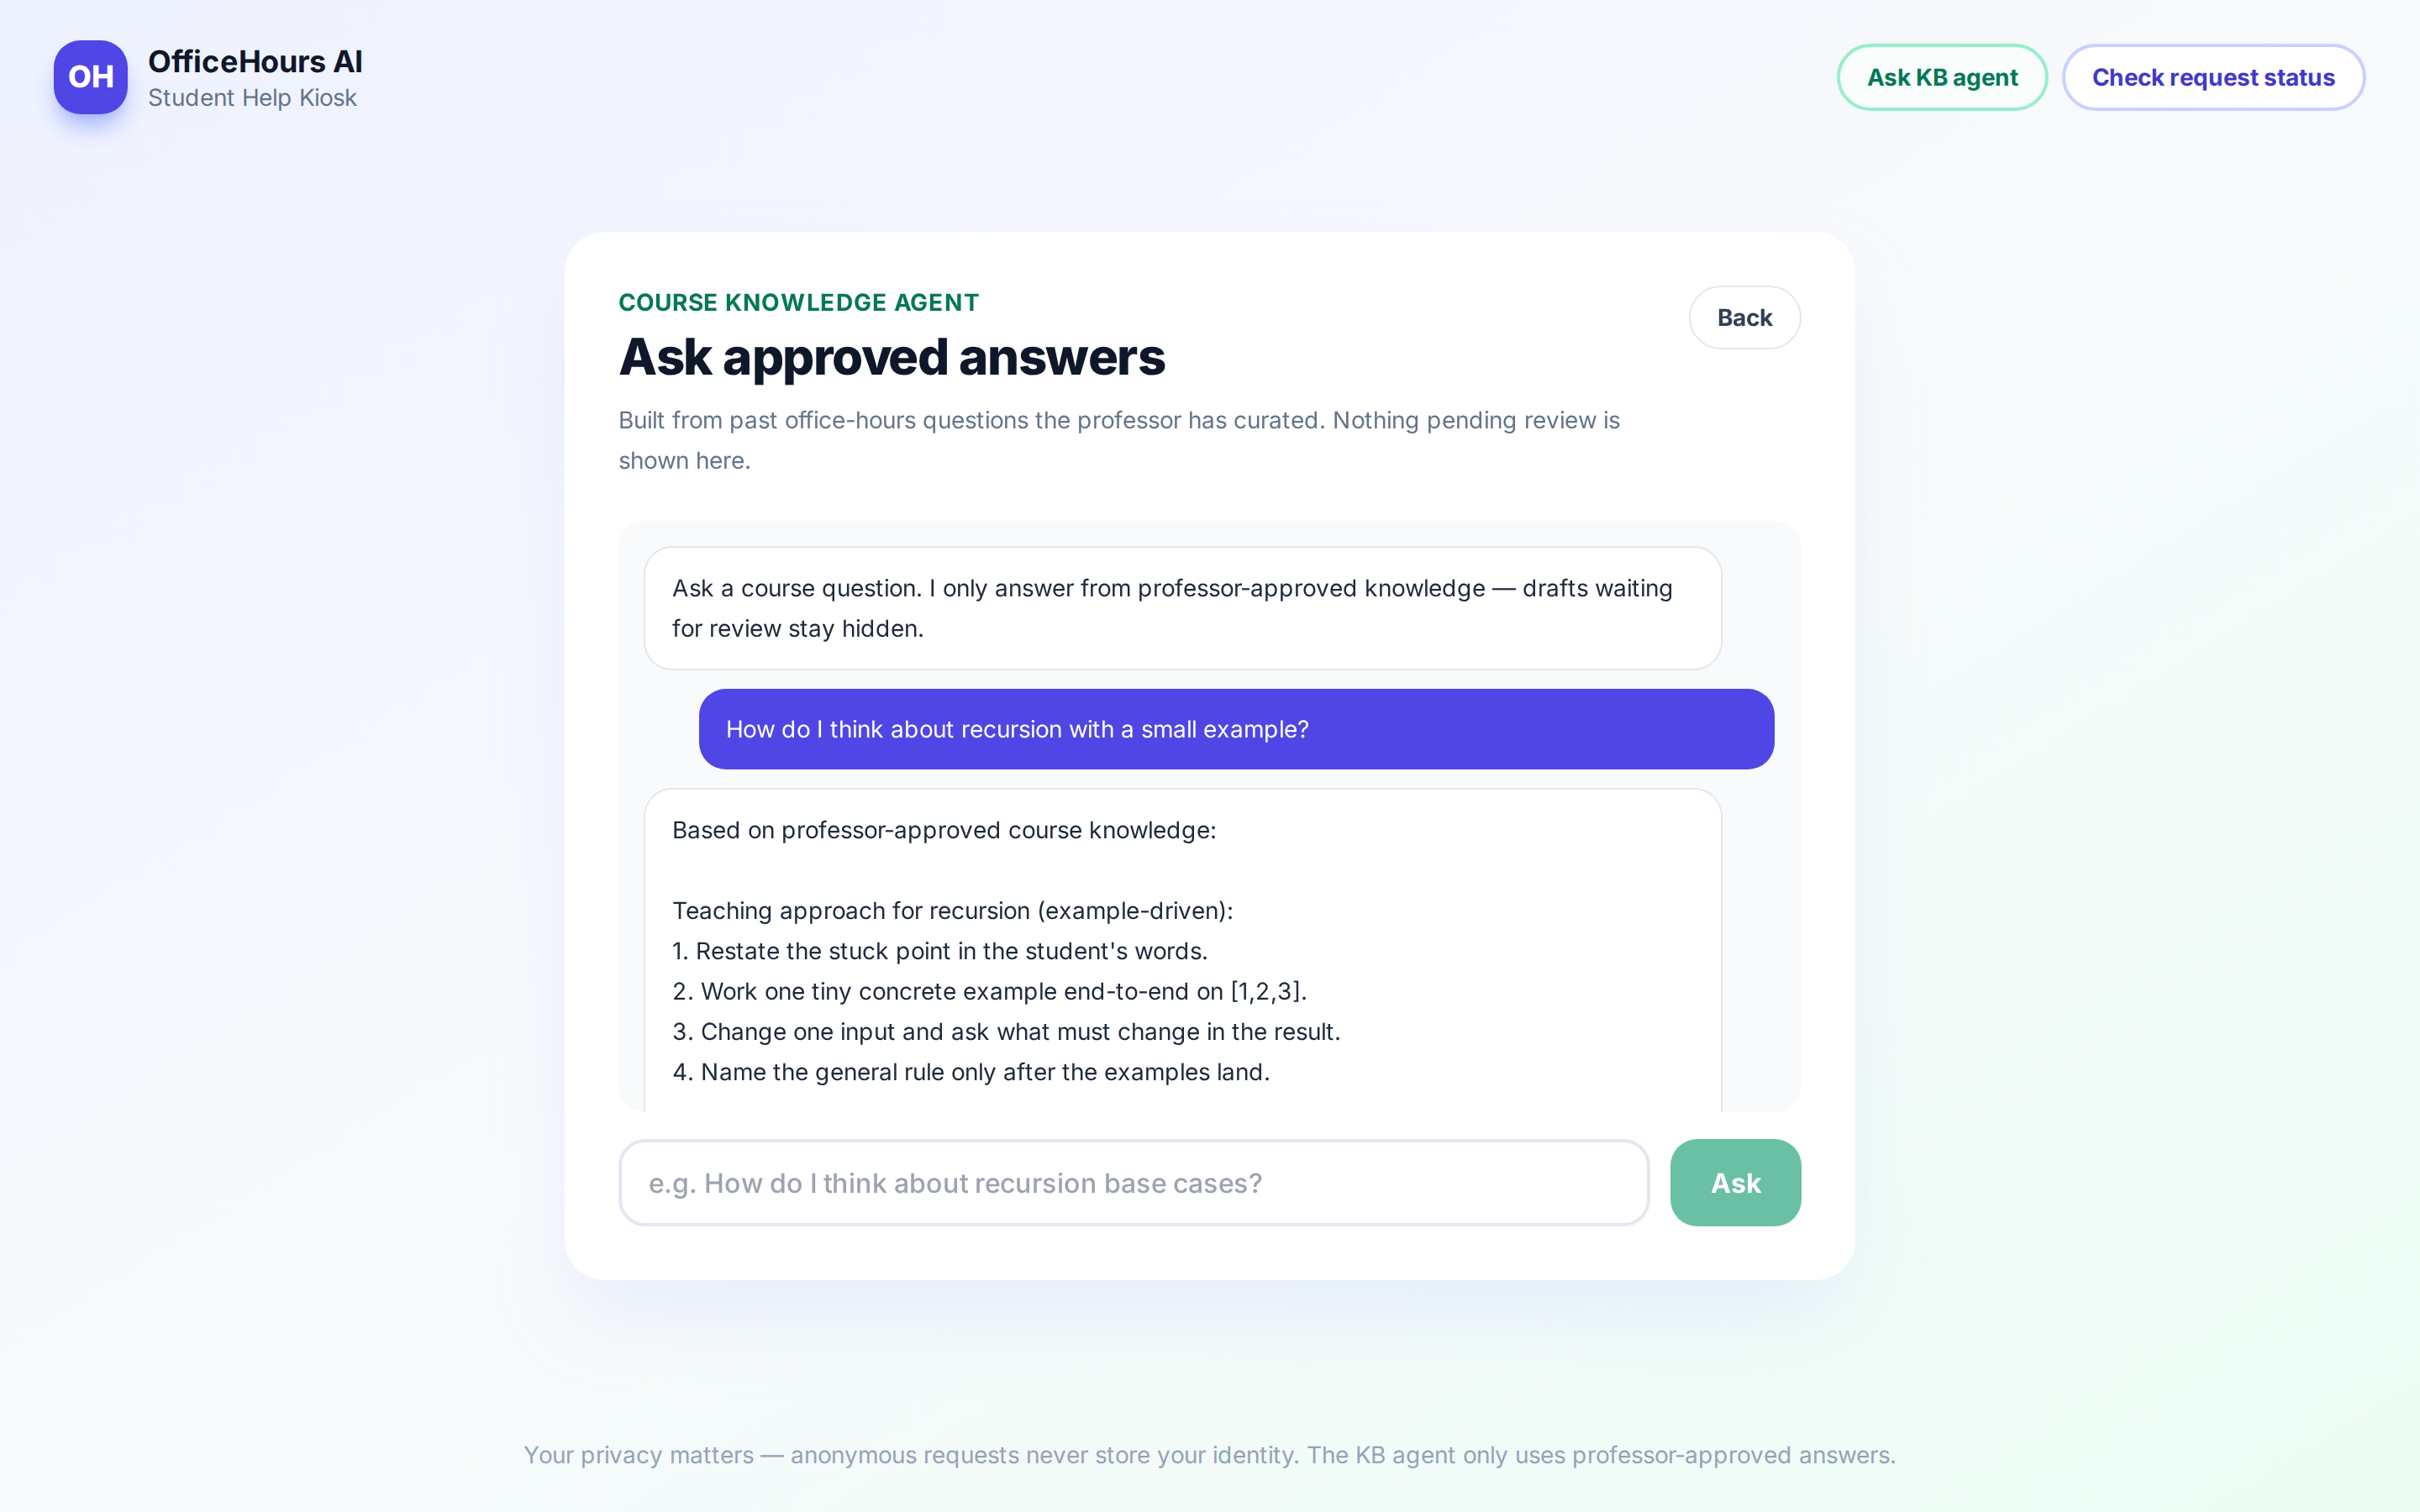 OH
OfficeHours AI
Student Help Kiosk
Ask KB agent
Check request status
COURSE KNOWLEDGE AGENT
Back
Ask approved answers
Built from past office-hours questions the professor has curated. Nothing pending review is
shown here.
Ask a course question. I only answer from professor-approved knowledge — drafts waiting
for review stay hidden.
How do I think about recursion with a small example?
Based on professor-approved course knowledge:
Teaching approach for recursion (example-driven):
1. Restate the stuck point in the student's words.
2. Work one tiny concrete example end-to-end on [1,2,3].
3. Change one input and ask what must change in the result.
4. Name the general rule only after the examples land.
e.g. How do I think about recursion base cases?
Ask
Your privacy matters — anonymous requests never store your identity. The KB agent only uses professor-approved answers.